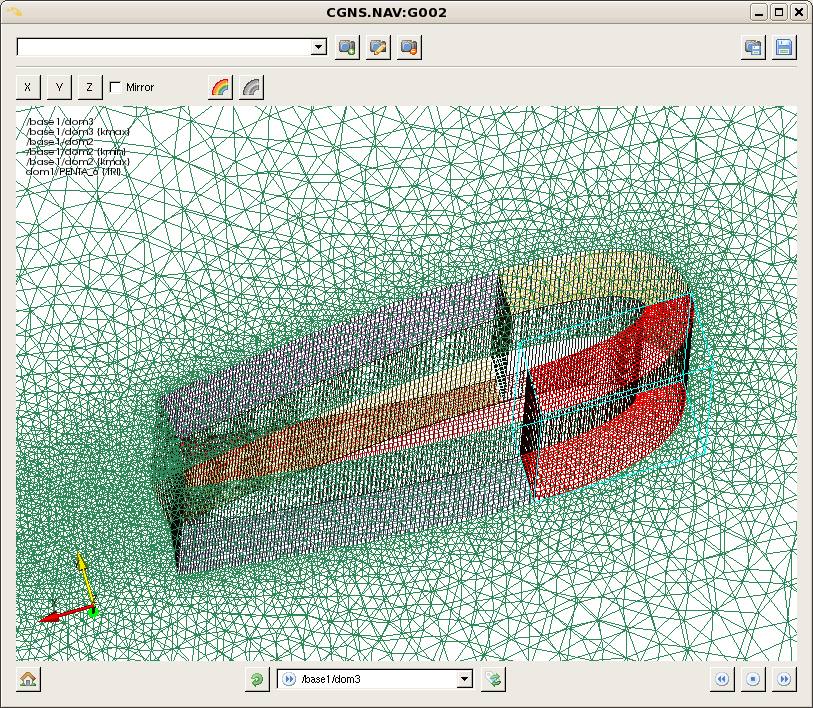 CGNS.NAV:G002
X Y Z Mirror
/base1/dom3
/base1/dom3 {kmax}
/base1/dom2
/base1/dom2 {kmin}
/base1/dom2 {kmax}
dom1/PENTA_6 [TRI]
/base1/dom3